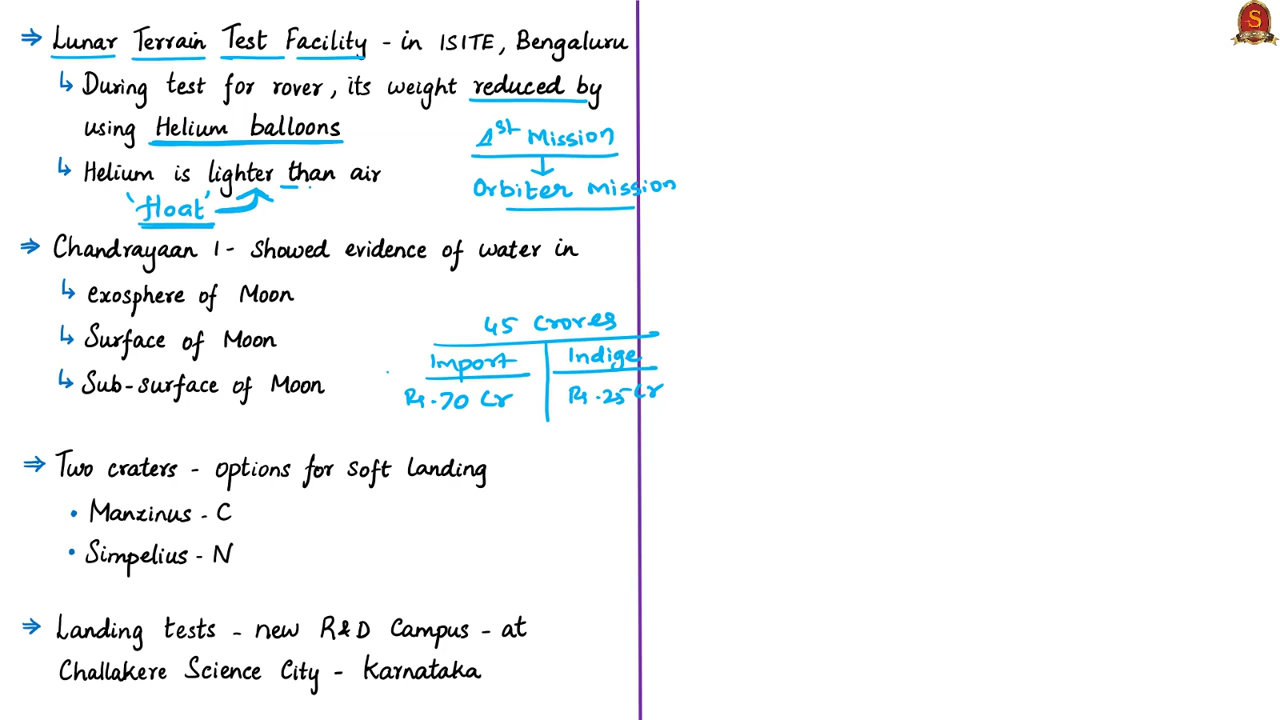 ⇒ Lunar Terrain Test Facility - in ISITE, Bengaluru
↳ During test for rover, its weight reduced by
using Helium balloons
1st Mission
↳ Helium is lighter than air
Orbiter Mission
'float'
⇒ Chandrayaan 1 - Showed evidence of water in
↳ exosphere of Moon
45 Crores
↳ Surface of Moon
Import Indige
↳ Sub-surface of Moon
Rs.70 Cr Rs.25 Cr
⇒ Two craters - options for soft landing
• Manzinus - C
• Simpelius - N
⇒ Landing tests - new R&D Campus - at
Challakere Science City - Karnataka
S